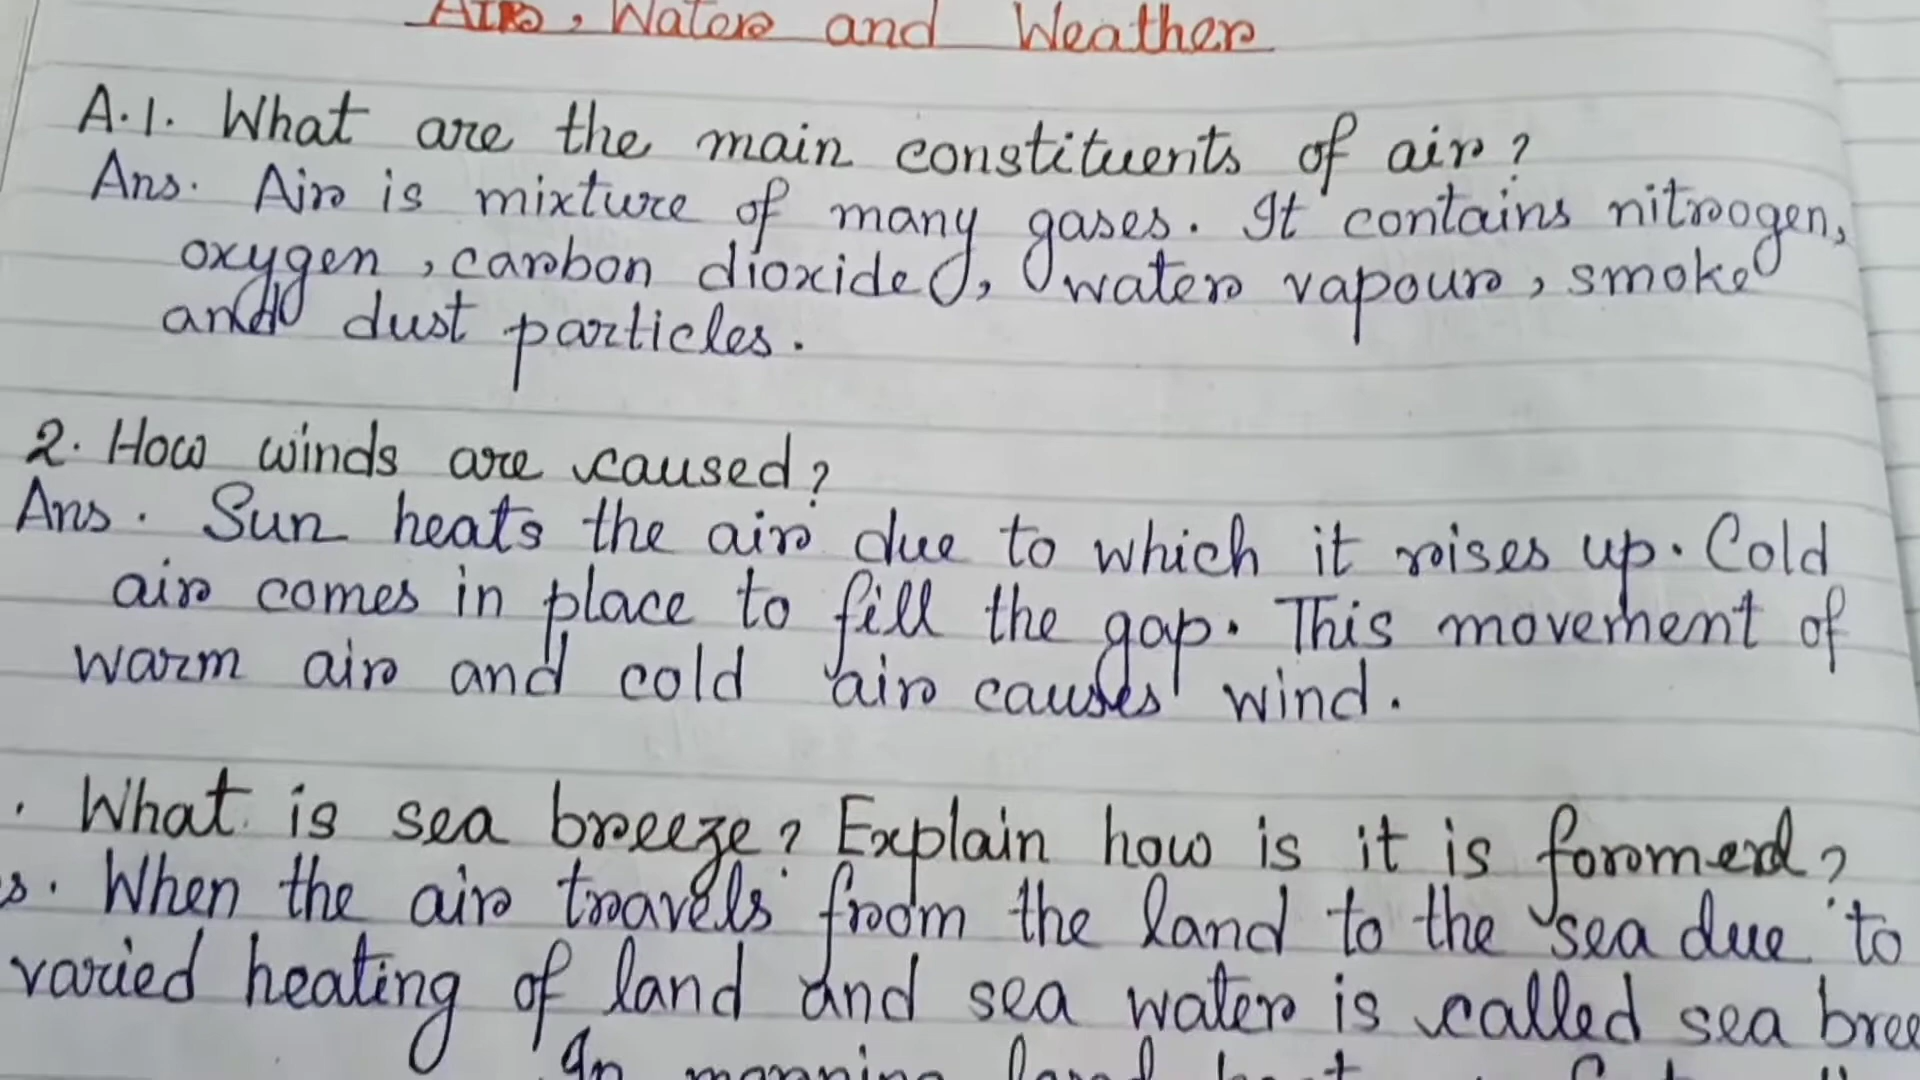 Air, Water and Weather
A.1. What are the main constituents of air?
Ans. Air is mixture of many gases. It contains nitrogen,
oxygen, carbon dioxide, water vapour, smoke
and dust particles.
2. How winds are caused?
Ans. Sun heats the air due to which it rises up. Cold
air comes in place to fill the gap. This movement of
warm air and cold air causes wind.
. What is sea breeze? Explain how is it is formed?
s. When the air travels from the land to the sea due to
varied heating of land and sea water is called sea bree
In morning land